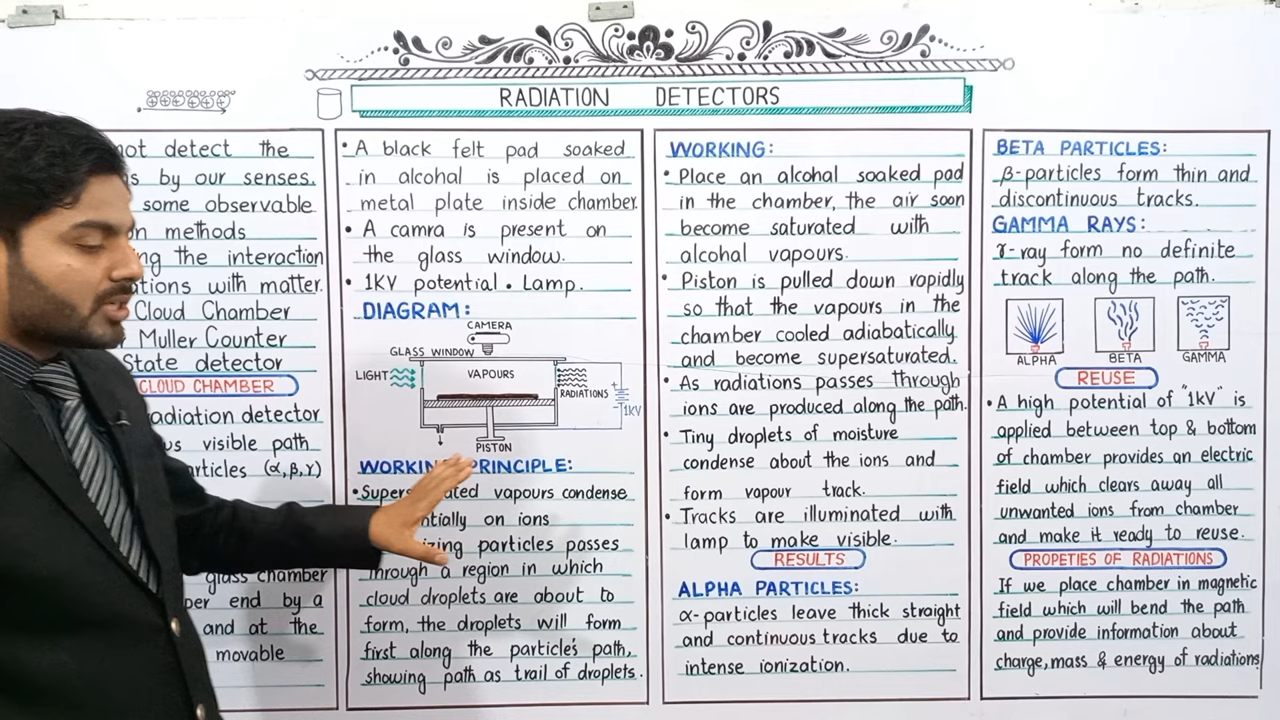 RADIATION DETECTORS
not detect the
by our senses.
some observable
methods
the interaction
with matter.
Cloud Chamber
Muller Counter
State detector
CLOUD CHAMBER
radiation detector
visible path
(α,β,γ)
glass chamber
end by a
and at the
movable
• A black felt pad soaked
in alcohal is placed on
metal plate inside chamber.
• A camra is present on
the glass window.
• 1KV potential • Lamp.
DIAGRAM:
CAMERA
GLASS WINDOW
LIGHT
VAPOURS
RADIATIONS
+
-
1KV
PISTON
WORKING PRINCIPLE:
• vapours condense
on ions
particles passes
through a region in which
cloud droplets are about to
form, the droplets will form
first along the particle's path,
showing path as trail of droplets.
WORKING:
• Place an alcohal soaked pad
in the chamber, the air soon
become saturated with
alcohal vapours.
• Piston is pulled down rapidly
so that the vapours in the
chamber cooled adiabatically
and become supersaturated.
• As radiations passes through
ions are produced along the path.
• Tiny droplets of moisture
condense about the ions and
form vapour track.
• Tracks are illuminated with
lamp to make visible.
RESULTS
ALPHA PARTICLES:
α-particles leave thick straight
and continuous tracks due to
intense ionization.
BETA PARTICLES:
β-particles form thin and
discontinuous tracks.
GAMMA RAYS:
γ-ray form no definite
track along the path.
ALPHA BETA GAMMA
REUSE
• A high potential of "1kV" is
applied between top & bottom
of chamber provides an electric
field which clears away all
unwanted ions from chamber
and make it ready to reuse.
PROPETIES OF RADIATIONS
If we place chamber in magnetic
field which will bend the path
and provide information about
charge, mass & energy of radiations